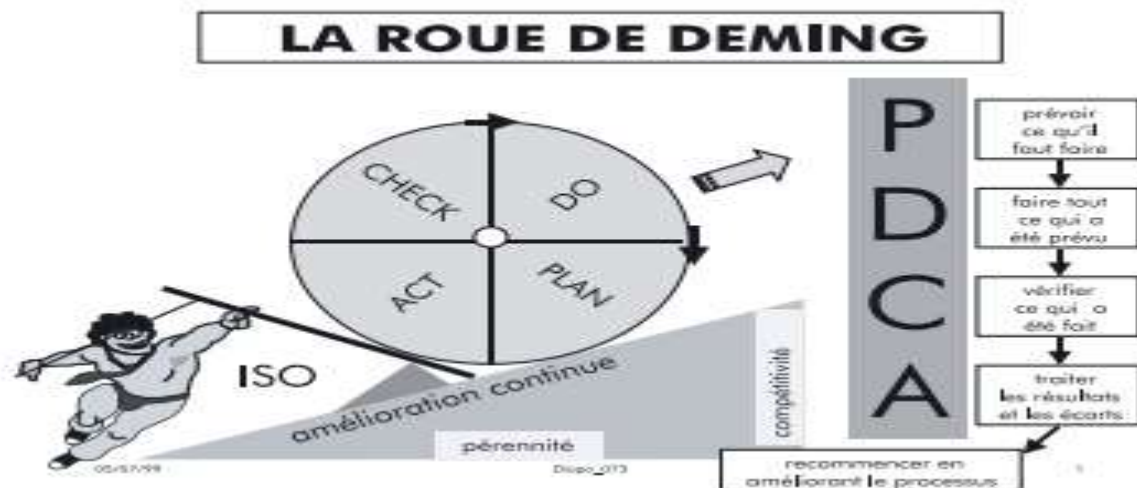 LA ROUE DE DEMING
CHECK
DO
ACT
PLAN
ISO
amélioration continue
pérennité
compétitivité
P
D
C
A
prévoir
ce qu'il
faut faire
faire tout
ce qui a
été prévu
vérifier
ce qui a
été fait
traiter
les résultats
et les écarts
recommencer en
améliorant le processus